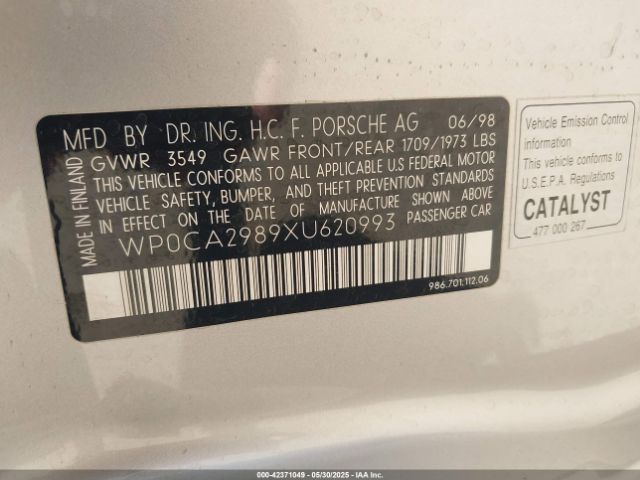 MADE IN FINLAND
MFD BY DR. ING. H.C. F. PORSCHE AG 06/98
GVWR 3549 GAWR FRONT/REAR 1709/1973 LBS
THIS VEHICLE CONFORMS TO ALL APPLICABLE U.S FEDERAL MOTOR
VEHICLE SAFETY, BUMPER, AND THEFT PREVENTION STANDARDS
IN EFFECT ON THE DATE OF MANUFACTURE SHOWN ABOVE
WP0CA2989XU620993 PASSENGER CAR
986.701.112.06
Vehicle Emission Control
information
This vehicle conforms to
U.S.E.P.A. Regulations
CATALYST
477 000 267
000-42371049 — 05/30/2025 — IAAI, Inc.